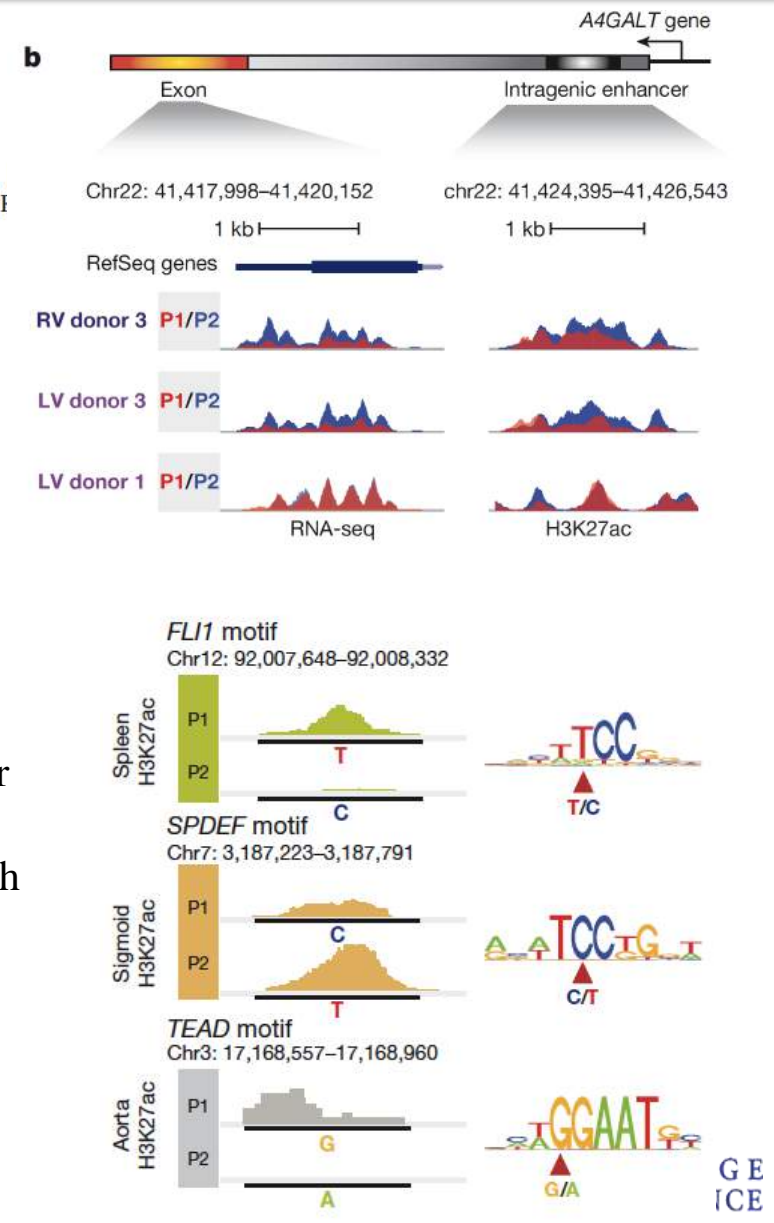 A4GALT gene
b
Exon
Intragenic enhancer
Chr22: 41,417,998–41,420,152
chr22: 41,424,395–41,426,543
1 kb
1 kb
RefSeq genes
RV donor 3 P1/P2
LV donor 3 P1/P2
LV donor 1 P1/P2
RNA-seq
H3K27ac
FLI1 motif
Chr12: 92,007,648–92,008,332
Spleen
H3K27ac
P1
T
P2
C
TTCC
T/C
r
SPDEF motif
Chr7: 3,187,223–3,187,791
h
Sigmoid
H3K27ac
P1
C
P2
T
A ATCCTG T
C/T
TEAD motif
Chr3: 17,168,557–17,168,960
Aorta
H3K27ac
P1
G
P2
A
TGGAAT
G/A
G E
CE